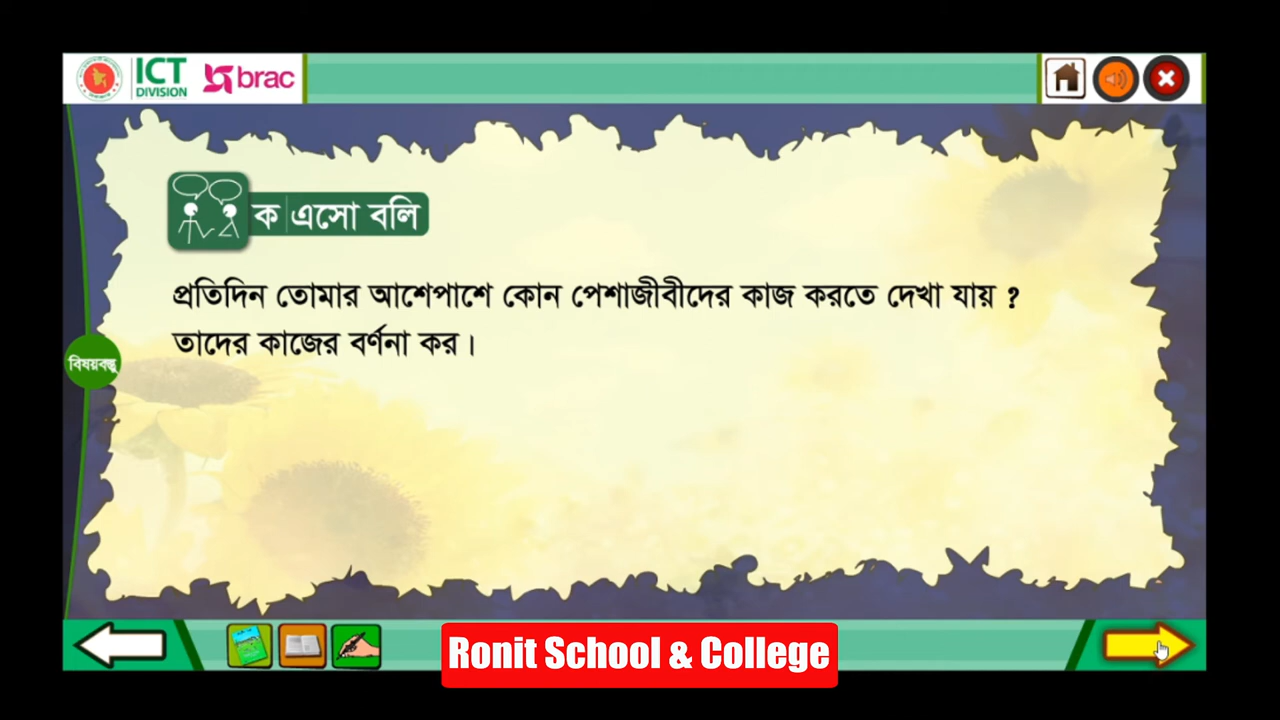 ICT
DIVISION
brac
ক এসো বলি
প্রতিদিন তোমার আশেপাশে কোন পেশাজীবীদের কাজ করতে দেখা যায় ?
তাদের কাজের বর্ণনা কর।
বিষয়বস্তু
Ronit School & College